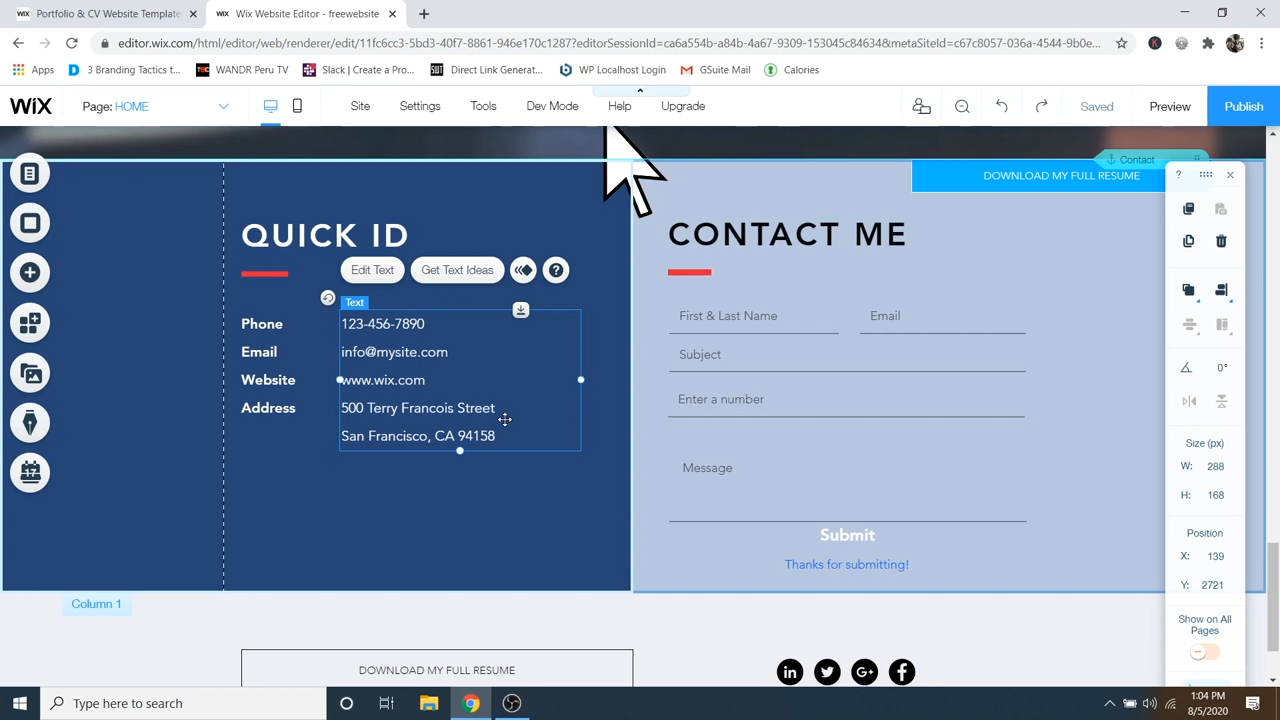 Portfolio & CV Website Template
Wix Website Editor - freewebsite
editor.wix.com/html/editor/web/renderer/edit/11fc6cc3-5bd3-40f7-8861-946e170c1287?editorSessionId=ca6a554b-a84b-4a67-9309-153045c84634&metaSiteId=c67c8057-036a-4544-9b0e...
Apps
3 Branding Tactics t...
WANDR Peru TV
Slack | Create a Pro...
Direct Link Generat...
WP Localhost Login
GSuite Mail
Calories
WiX
Page: HOME
Site
Settings
Tools
Dev Mode
Help
Upgrade
Saved
Preview
Publish
Contact
DOWNLOAD MY FULL RESUME
QUICK ID
CONTACT ME
Edit Text
Get Text Ideas
Text
Phone
123-456-7890
Email
info@mysite.com
Website
www.wix.com
Address
500 Terry Francois Street
San Francisco, CA 94158
First & Last Name
Email
Subject
Enter a number
Message
Submit
Thanks for submitting!
0°
Size (px)
W: 288
H: 168
Position
X: 139
Y: 2721
Show on All
Pages
Column 1
DOWNLOAD MY FULL RESUME
in
G+
f
Type here to search
1:04 PM
8/5/2020